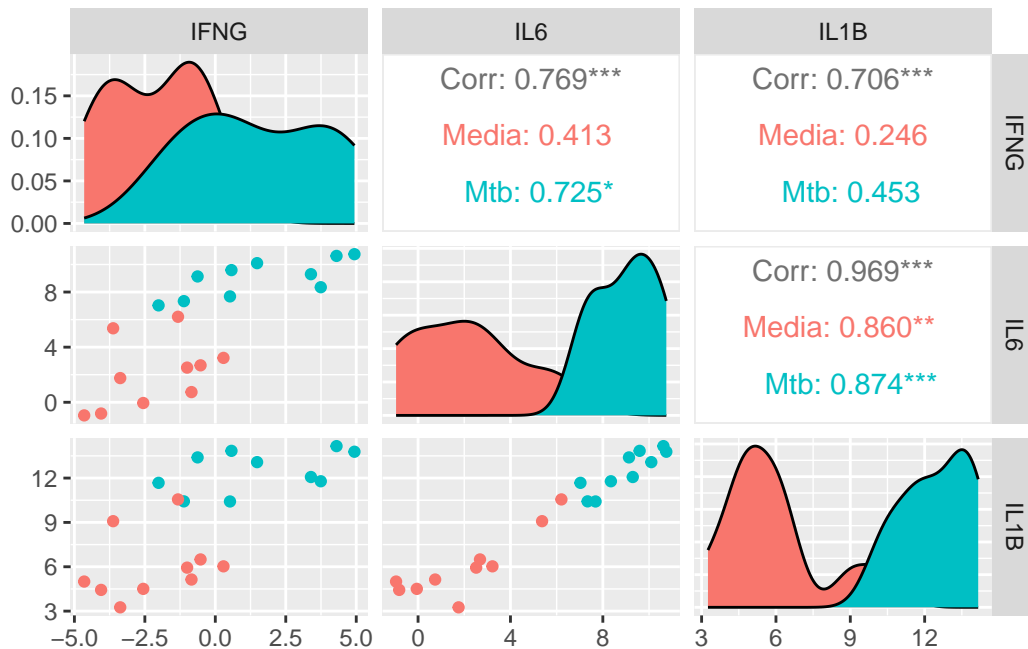 IFNG IL6 IL1B
Corr: 0.769*** Corr: 0.706***
Media: 0.413 Media: 0.246
Mtb: 0.725* Mtb: 0.453
IFNG
0.15
0.10
0.05
0.00
Corr: 0.969***
Media: 0.860**
Mtb: 0.874***
IL6
8
4
0
IL1B
12
9
6
3
−5.0 −2.5 0.0 2.5 5.0 0 4 8 3 6 9 12